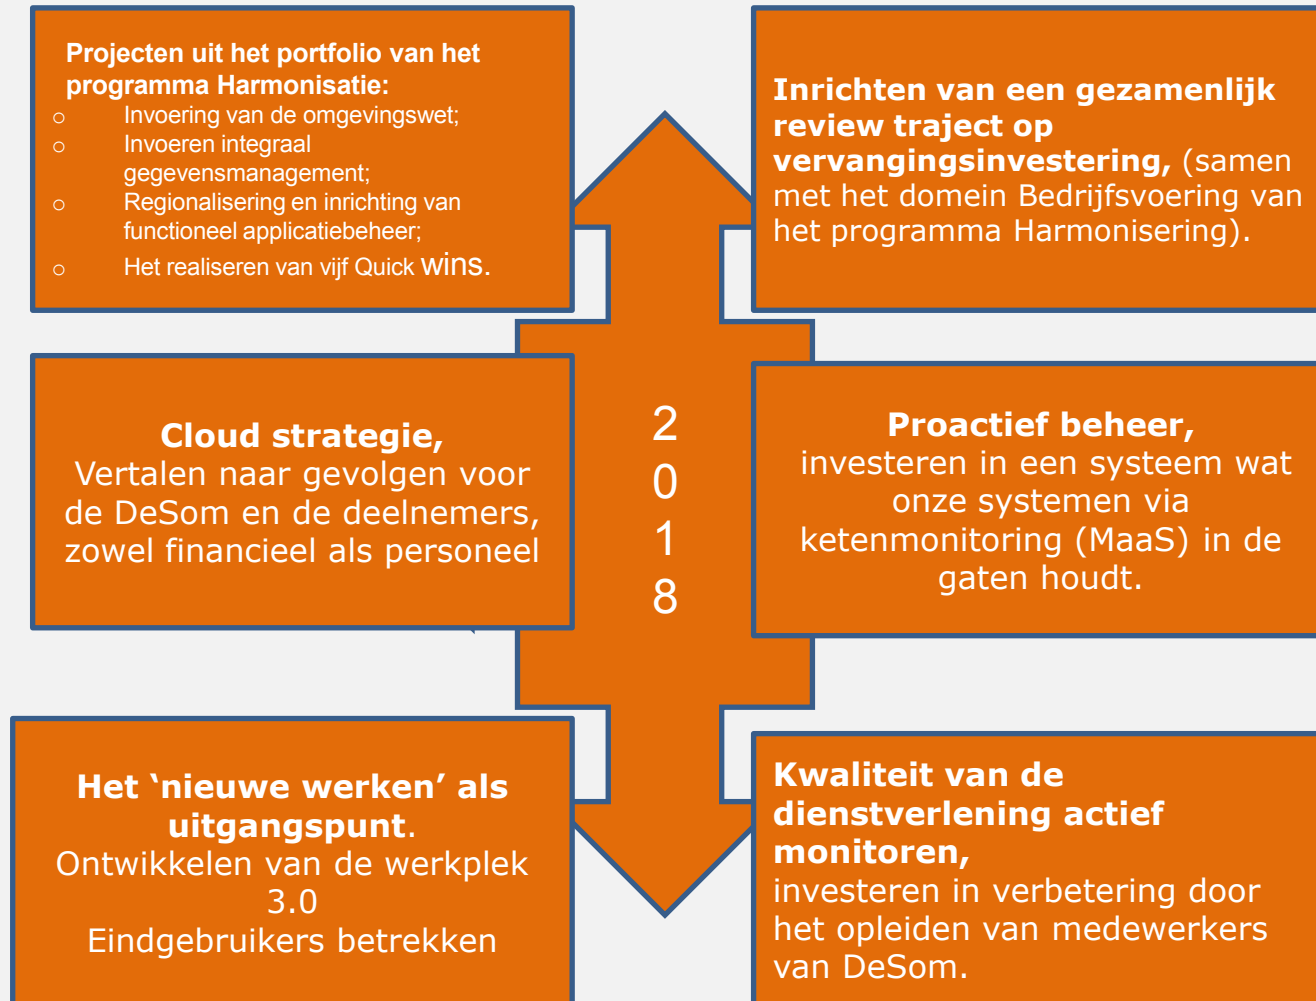 Projecten uit het portfolio van het
programma Harmonisatie:
o Invoering van de omgevingswet;
o Invoeren integraal
gegevensmanagement;
o Regionalisering en inrichting van
functioneel applicatiebeheer;
o Het realiseren van vijf Quick wins.
Inrichten van een gezamenlijk
review traject op
vervangingsinvestering, (samen
met het domein Bedrijfsvoering van
het programma Harmonisering).
Cloud strategie,
Vertalen naar gevolgen voor
de DeSom en de deelnemers,
zowel financieel als personeel
2
0
1
8
Proactief beheer,
investeren in een systeem wat
onze systemen via
ketenmonitoring (MaaS) in de
gaten houdt.
Het ‘nieuwe werken’ als
uitgangspunt.
Ontwikkelen van de werkplek
3.0
Eindgebruikers betrekken
Kwaliteit van de
dienstverlening actief
monitoren,
investeren in verbetering door
het opleiden van medewerkers
van DeSom.